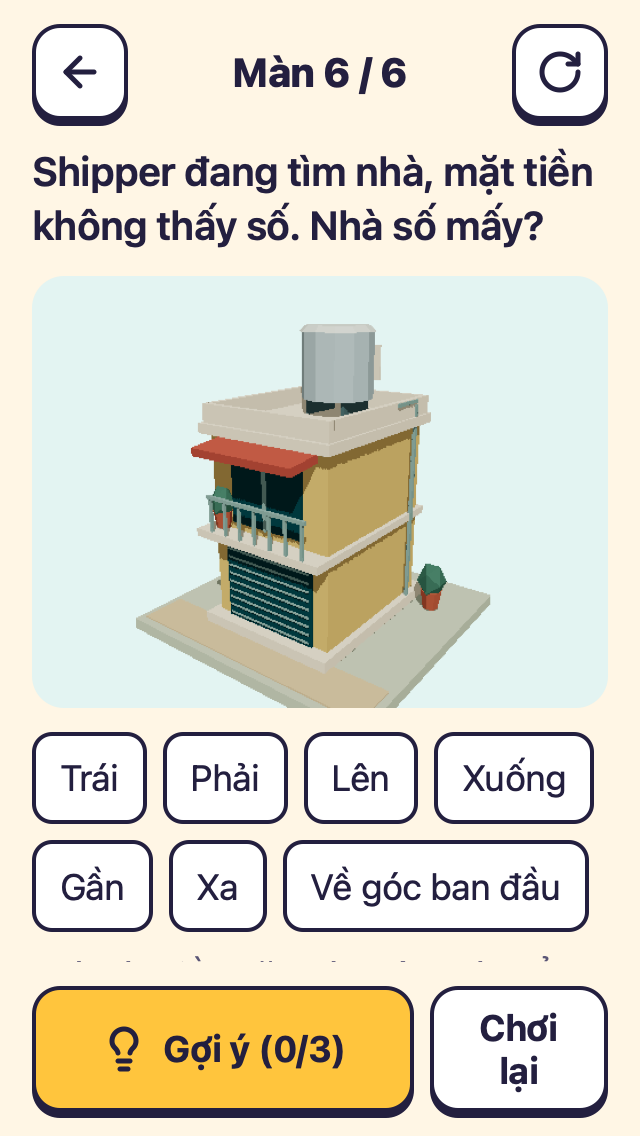 Màn 6 / 6
Shipper đang tìm nhà, mặt tiền
không thấy số. Nhà số mấy?
Trái
Phải
Lên
Xuống
Gần
Xa
Về góc ban đầu
Gợi ý (0/3)
Chơi
lại